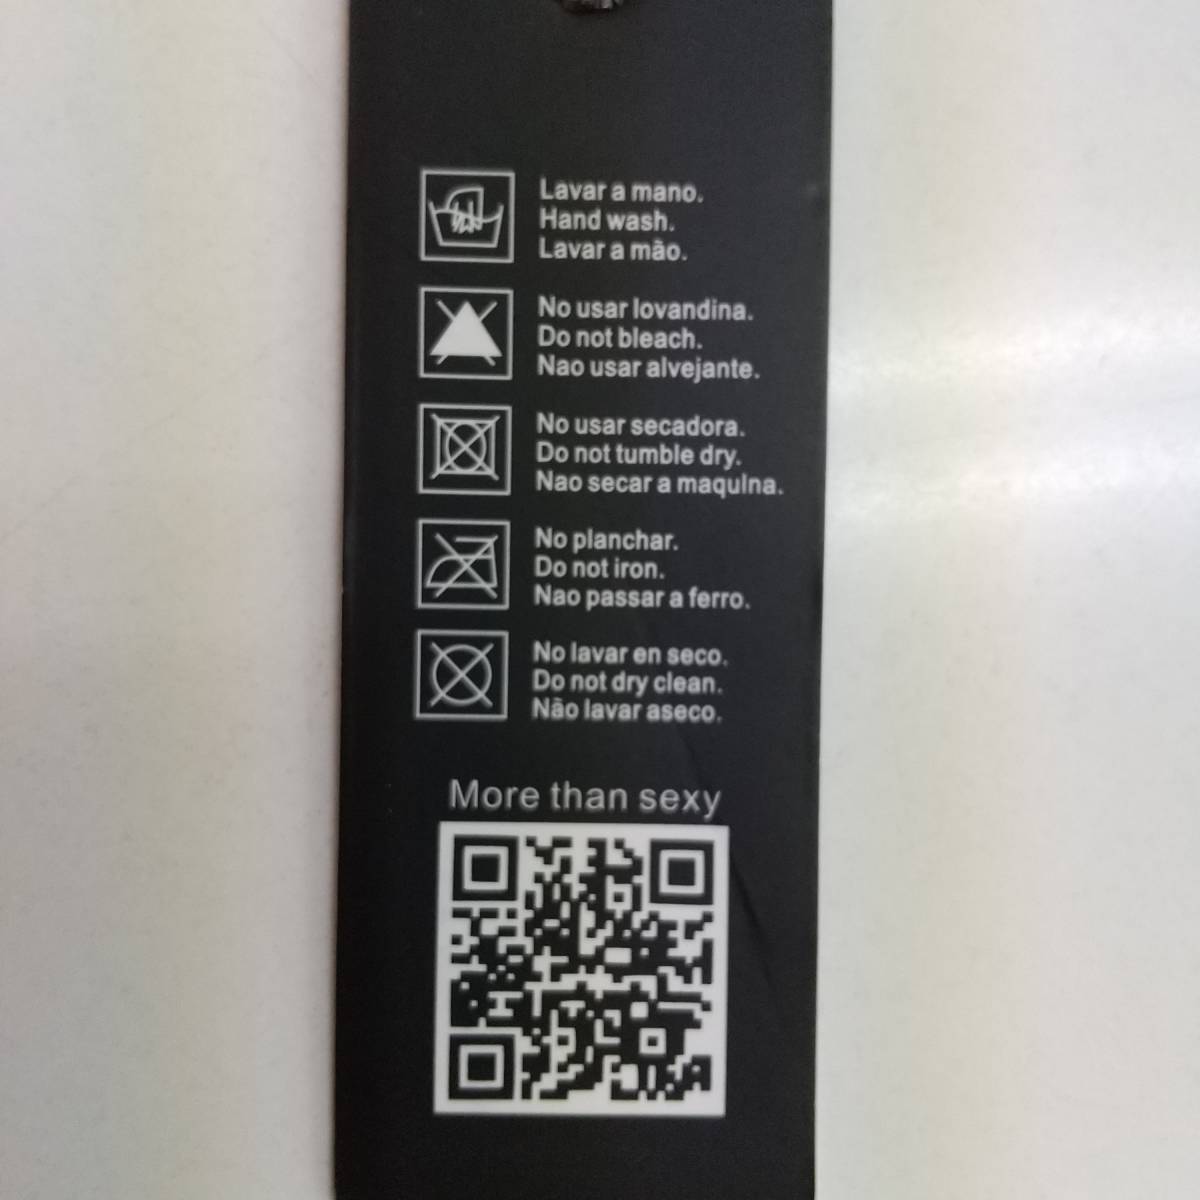 Lavar a mano.
Hand wash.
Lavar a mão.
No usar lovandina.
Do not bleach.
Nao usar alvejante.
No usar secadora.
Do not tumble dry.
Nao secar a maqulna.
No planchar.
Do not iron.
Nao passar a ferro.
No lavar en seco.
Do not dry clean.
Não lavar aseco.
More than sexy